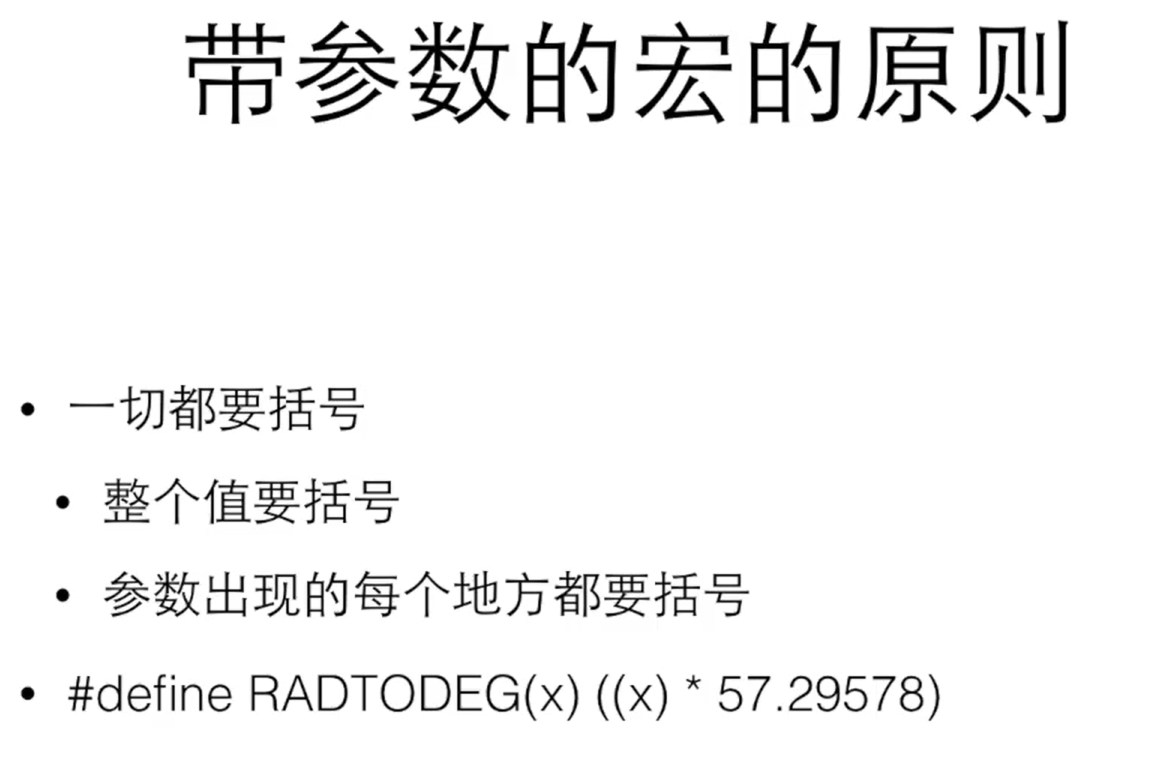 带参数的宏的原则
• 一切都要括号
• 整个值要括号
• 参数出现的每个地方都要括号
• #define RADTODEG(x) ((x) * 57.29578)